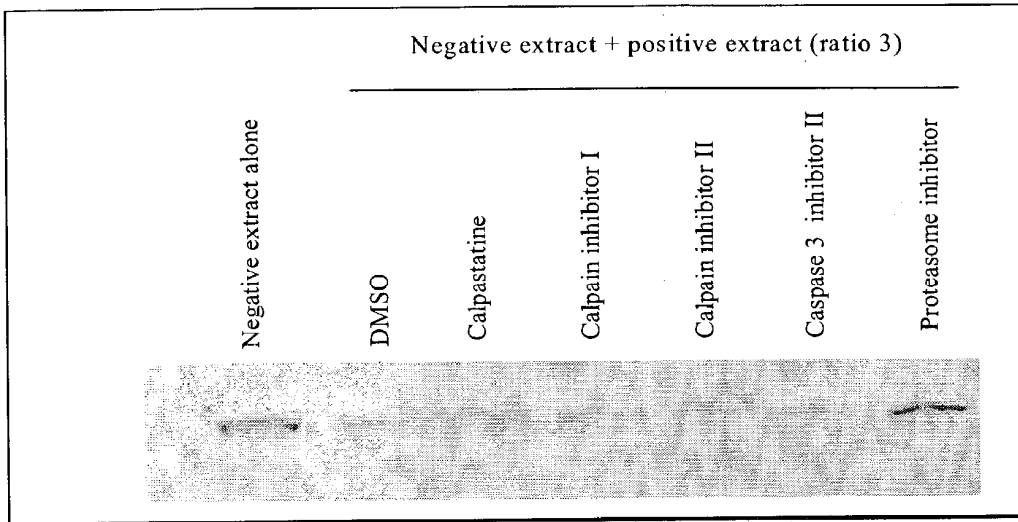 Negative extract + positive extract (ratio 3)
Negative extract alone
DMSO
Calpastatine
Calpain inhibitor I
Calpain inhibitor II
Caspase 3 inhibitor II
Proteasome inhibitor